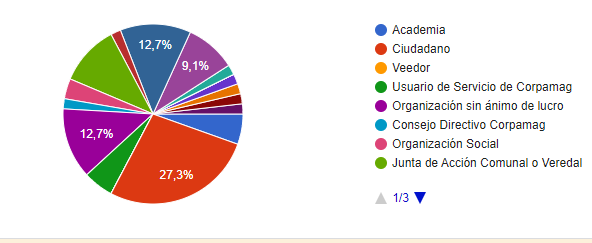 12,7%
9,1%
12,7%
27,3%
Academia
Ciudadano
Veedor
Usuario de Servicio de Corpamag
Organización sin ánimo de lucro
Consejo Directivo Corpamag
Organización Social
Junta de Acción Comunal o Veredal
1/3